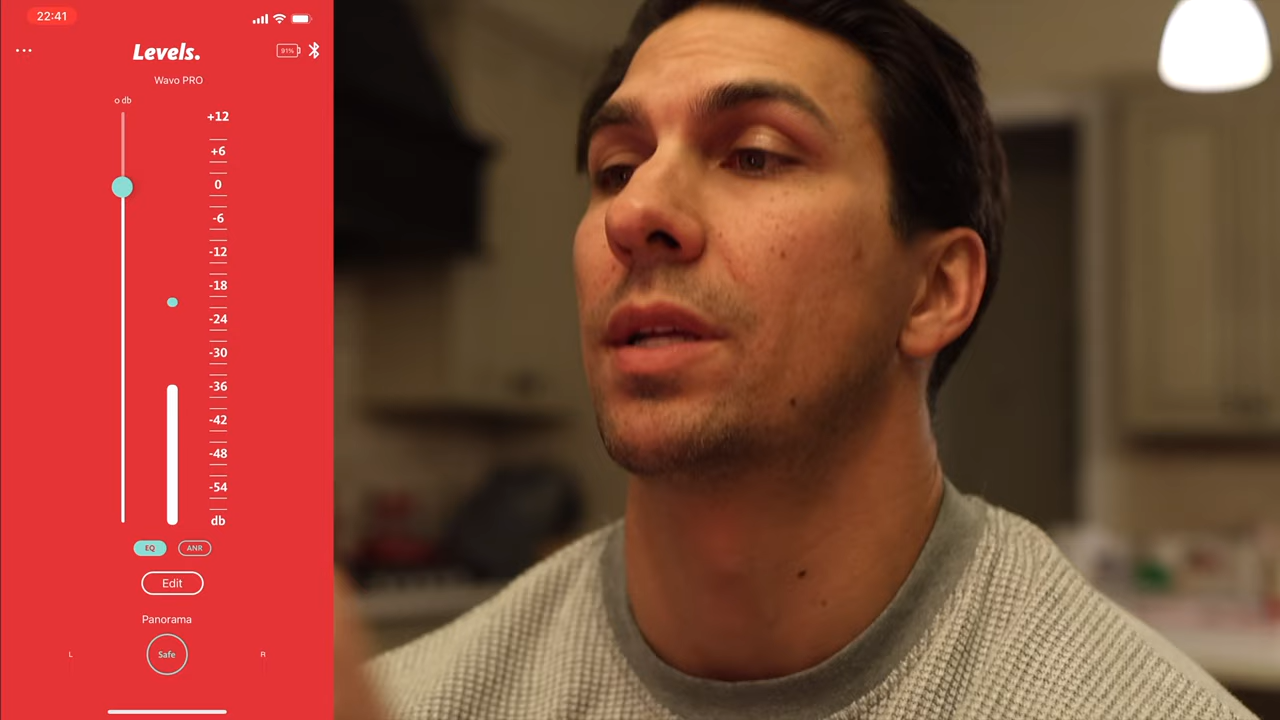 22:41
...
Levels.
91%
Wavo PRO
0 db
+12
+6
0
-6
-12
-18
-24
-30
-36
-42
-48
-54
db
EQ ANR
Edit
Panorama
L Safe R